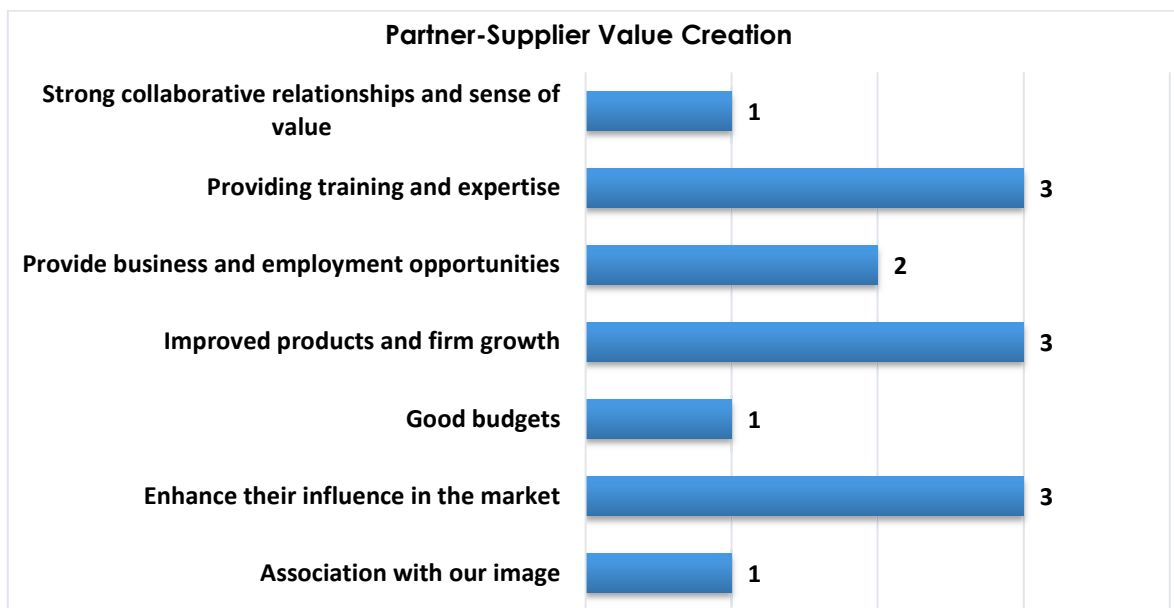 Partner-Supplier Value Creation
Strong collaborative relationships and sense of
value
1
Providing training and expertise
3
Provide business and employment opportunities
2
Improved products and firm growth
3
Good budgets
1
Enhance their influence in the market
3
Association with our image
1